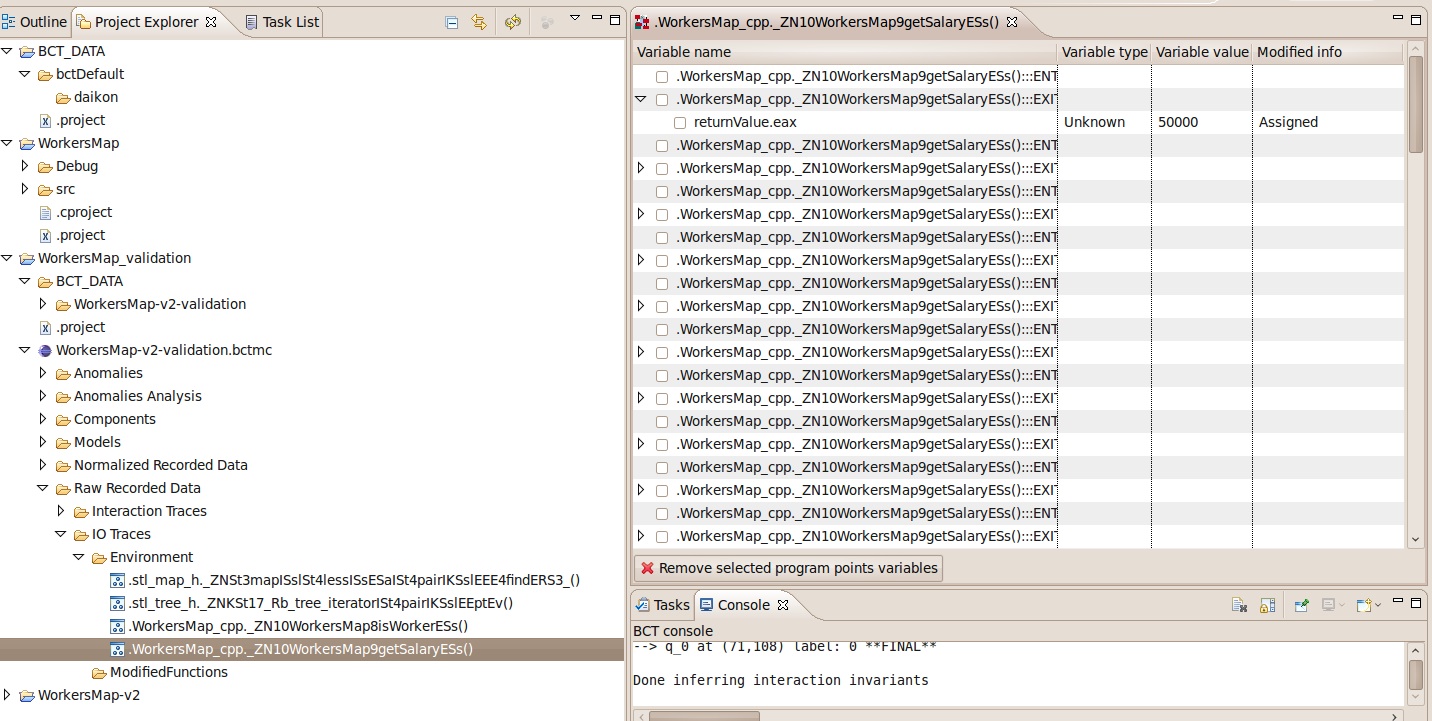 Outline Project Explorer Task List
BCT_DATA
bctDefault
daikon
.project
WorkersMap
Debug
src
.cproject
.project
WorkersMap_validation
BCT_DATA
WorkersMap-v2-validation
.project
WorkersMap-v2-validation.bctmc
Anomalies
Anomalies Analysis
Components
Models
Normalized Recorded Data
Raw Recorded Data
Interaction Traces
IO Traces
Environment
.stl_map_h._ZNSt3mapISslSt4lessISsESaISt4pairIKSslEEE4findERS3_()
.stl_tree_h._ZNKSt17_Rb_tree_iteratorISt4pairIKSslEEptEv()
.WorkersMap_cpp._ZN10WorkersMap8isWorkerESs()
.WorkersMap_cpp._ZN10WorkersMap9getSalaryESs()
ModifiedFunctions
WorkersMap-v2
.WorkersMap_cpp._ZN10WorkersMap9getSalaryESs()
Variable name Variable type Variable value Modified info
.WorkersMap_cpp._ZN10WorkersMap9getSalaryESs():::ENT
.WorkersMap_cpp._ZN10WorkersMap9getSalaryESs():::EXIT
returnValue.eax Unknown 50000 Assigned
.WorkersMap_cpp._ZN10WorkersMap9getSalaryESs():::ENT
.WorkersMap_cpp._ZN10WorkersMap9getSalaryESs():::EXIT
.WorkersMap_cpp._ZN10WorkersMap9getSalaryESs():::ENT
.WorkersMap_cpp._ZN10WorkersMap9getSalaryESs():::EXIT
.WorkersMap_cpp._ZN10WorkersMap9getSalaryESs():::ENT
.WorkersMap_cpp._ZN10WorkersMap9getSalaryESs():::EXIT
.WorkersMap_cpp._ZN10WorkersMap9getSalaryESs():::ENT
.WorkersMap_cpp._ZN10WorkersMap9getSalaryESs():::EXIT
.WorkersMap_cpp._ZN10WorkersMap9getSalaryESs():::ENT
.WorkersMap_cpp._ZN10WorkersMap9getSalaryESs():::EXIT
.WorkersMap_cpp._ZN10WorkersMap9getSalaryESs():::ENT
.WorkersMap_cpp._ZN10WorkersMap9getSalaryESs():::EXIT
.WorkersMap_cpp._ZN10WorkersMap9getSalaryESs():::ENT
.WorkersMap_cpp._ZN10WorkersMap9getSalaryESs():::EXIT
.WorkersMap_cpp._ZN10WorkersMap9getSalaryESs():::ENT
.WorkersMap_cpp._ZN10WorkersMap9getSalaryESs():::EXIT
.WorkersMap_cpp._ZN10WorkersMap9getSalaryESs():::ENT
.WorkersMap_cpp._ZN10WorkersMap9getSalaryESs():::EXIT
Remove selected program points variables
Tasks Console
BCT console
--> q_0 at (71,108) label: 0 **FINAL**
Done inferring interaction invariants